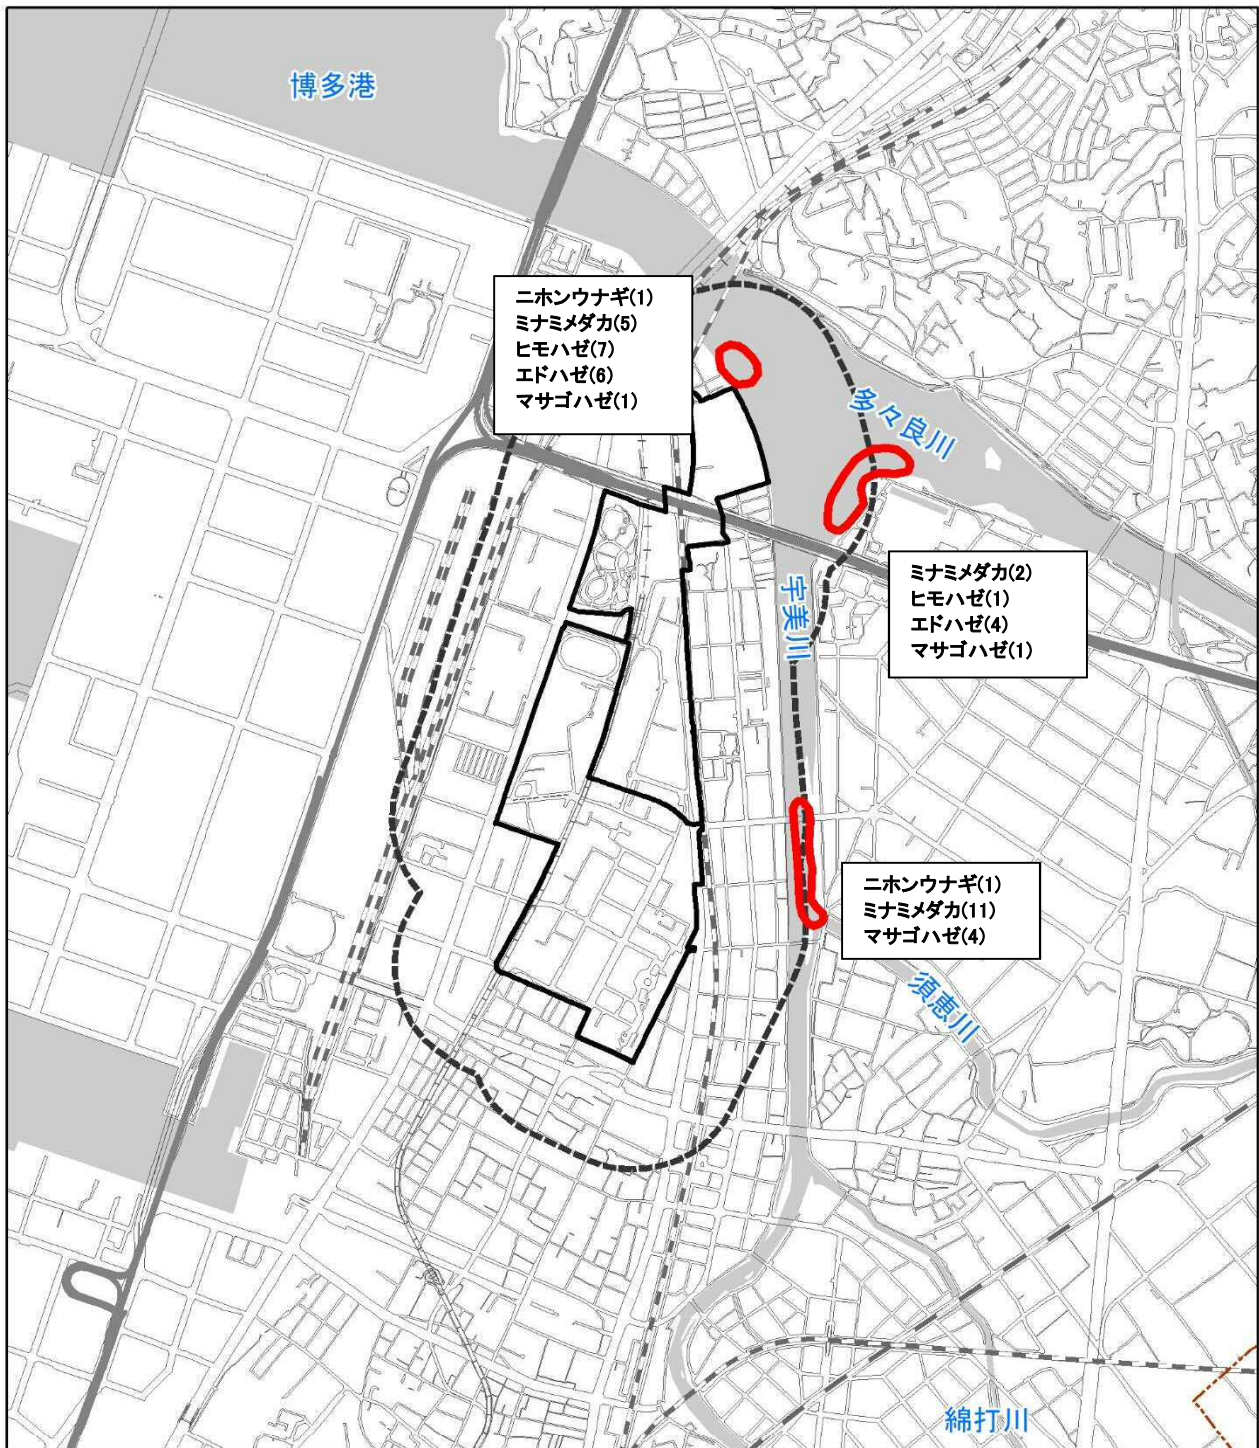 博多港
ニホンウナギ(1)
ミナミメダカ(5)
ヒモハゼ(7)
エドハゼ(6)
マサゴハゼ(1)
多々良川
ミナミメダカ(2)
ヒモハゼ(1)
エドハゼ(4)
マサゴハゼ(1)
宇美川
ニホンウナギ(1)
ミナミメダカ(11)
マサゴハゼ(4)
須恵川
綿打川